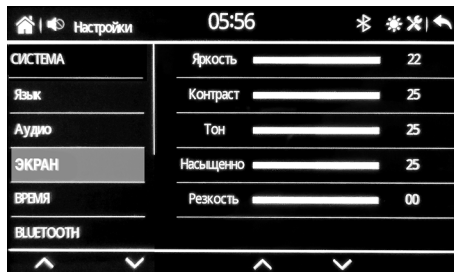 Настройки 05:56
СИСТЕМА
Язык
Аудио
ЭКРАН
ВРЕМЯ
BLUETOOTH
Яркость 22
Контраст 25
Тон 25
Насыщенно 25
Резкость 00